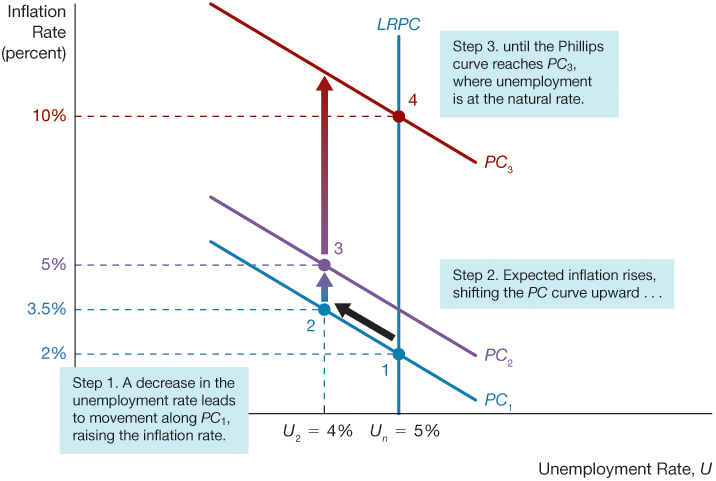 Inflation
Rate
(percent)
LRPC
Step 3. until the Phillips
curve reaches PC3,
where unemployment
is at the natural rate.
10%
4
PC3
3
5%
Step 2. Expected inflation rises,
shifting the PC curve upward . . .
3.5%
2
2%
1
PC2
Step 1. A decrease in the
unemployment rate leads
to movement along PC1,
raising the inflation rate.
PC1
U2 = 4%
Un = 5%
Unemployment Rate, U